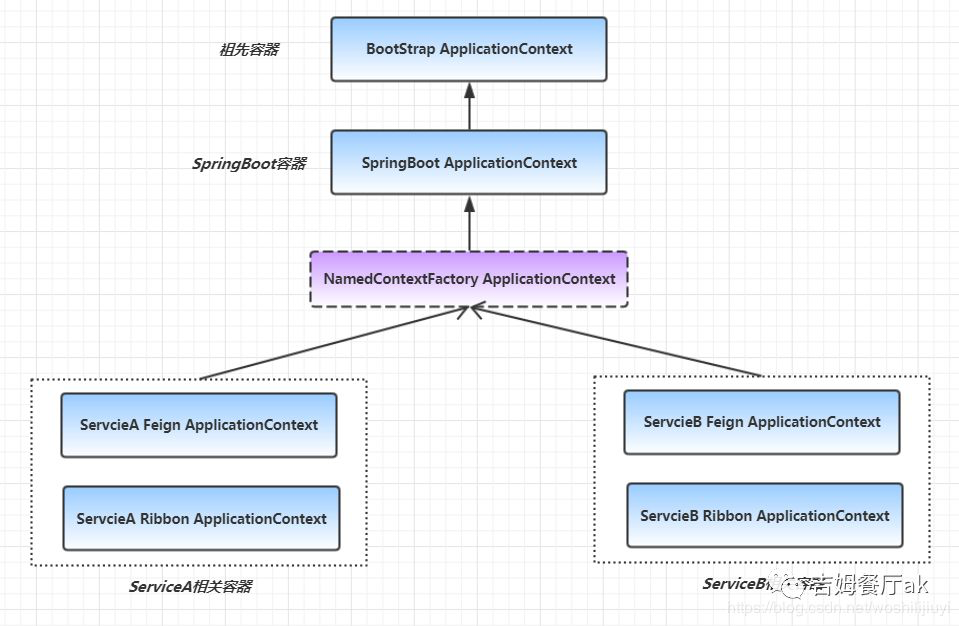 祖先容器
BootStrap ApplicationContext
SpringBoot容器
SpringBoot ApplicationContext
NamedContextFactory ApplicationContext
ServcieA Feign ApplicationContext
ServcieA Ribbon ApplicationContext
ServiceA相关容器
ServcieB Feign ApplicationContext
ServcieB Ribbon ApplicationContext
ServiceB
吉姆餐厅ak
https://blog.csdn.net/woshilijiuyi